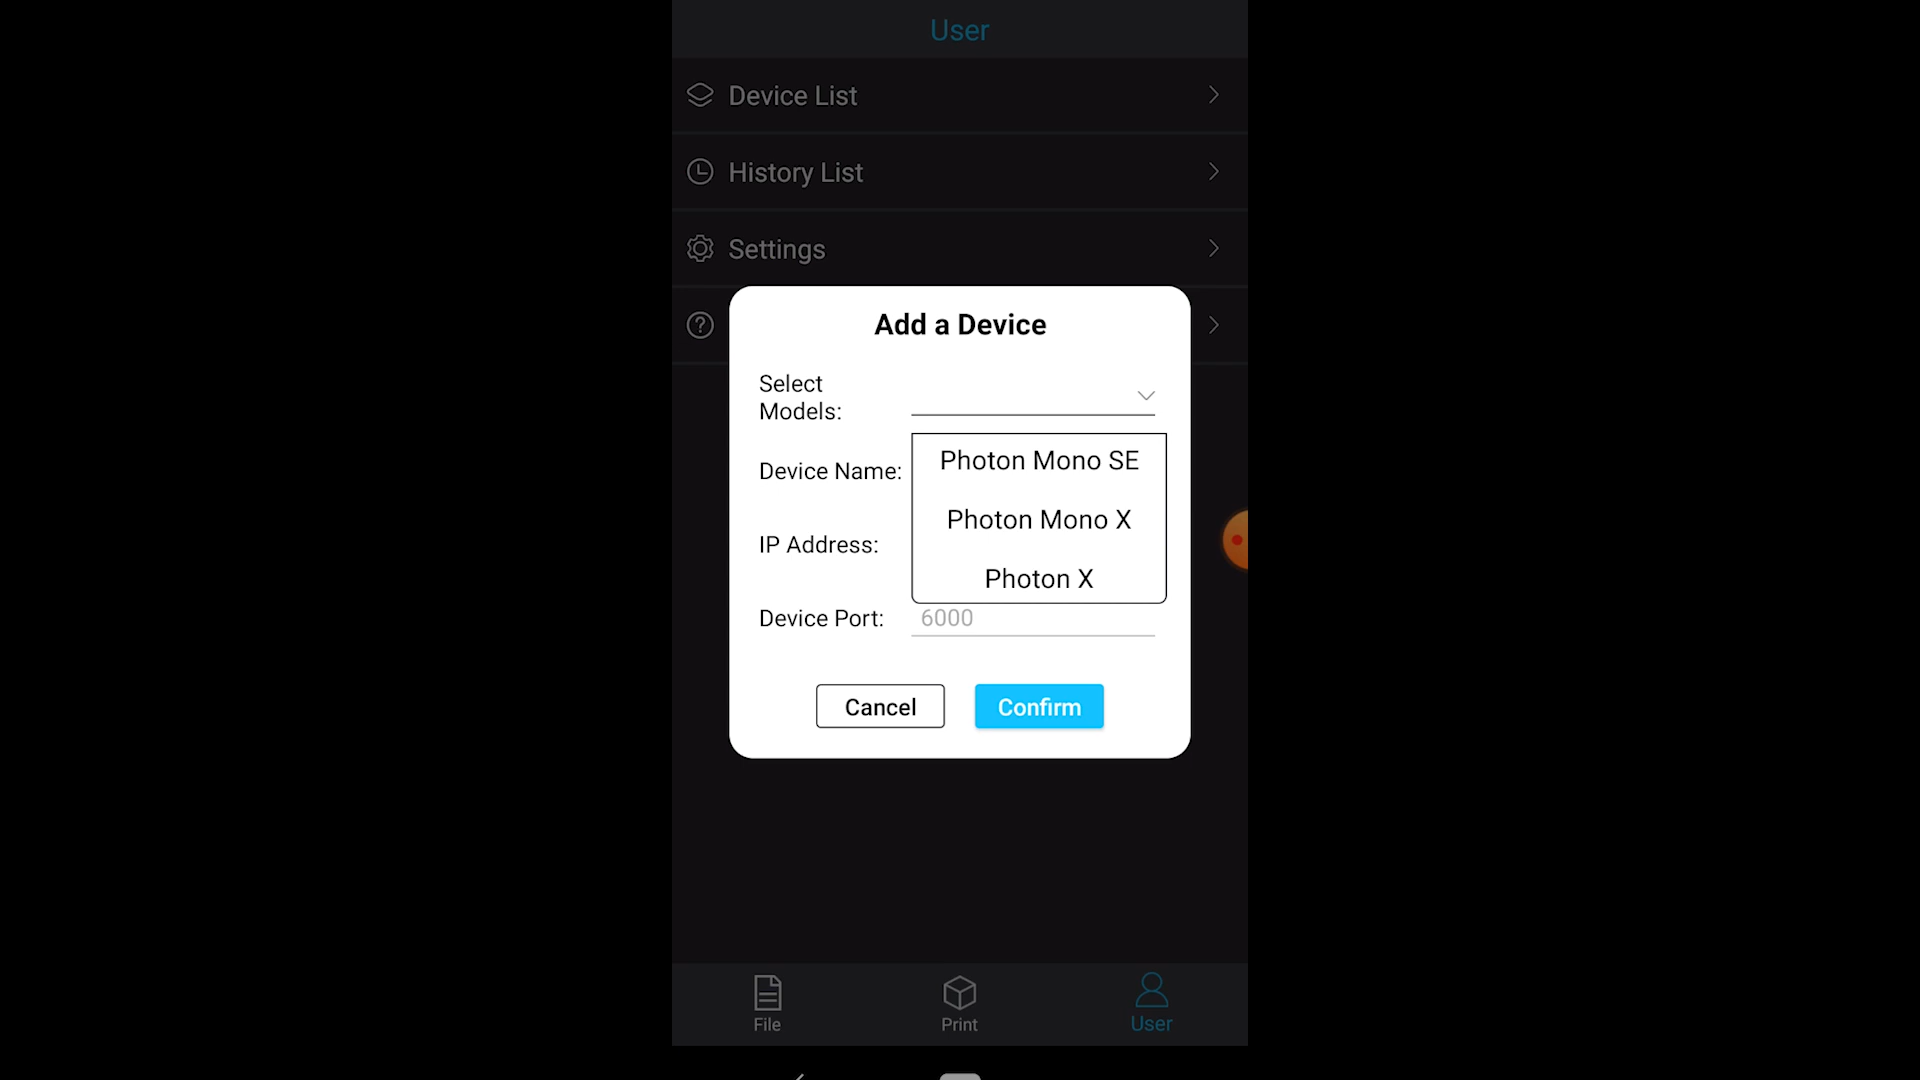 User
Device List
History List
Settings
Add a Device
Select
Models:
Device Name:
Photon Mono SE
Photon Mono X
IP Address:
Photon X
Device Port:
6000
Cancel
Confirm
File
Print
User